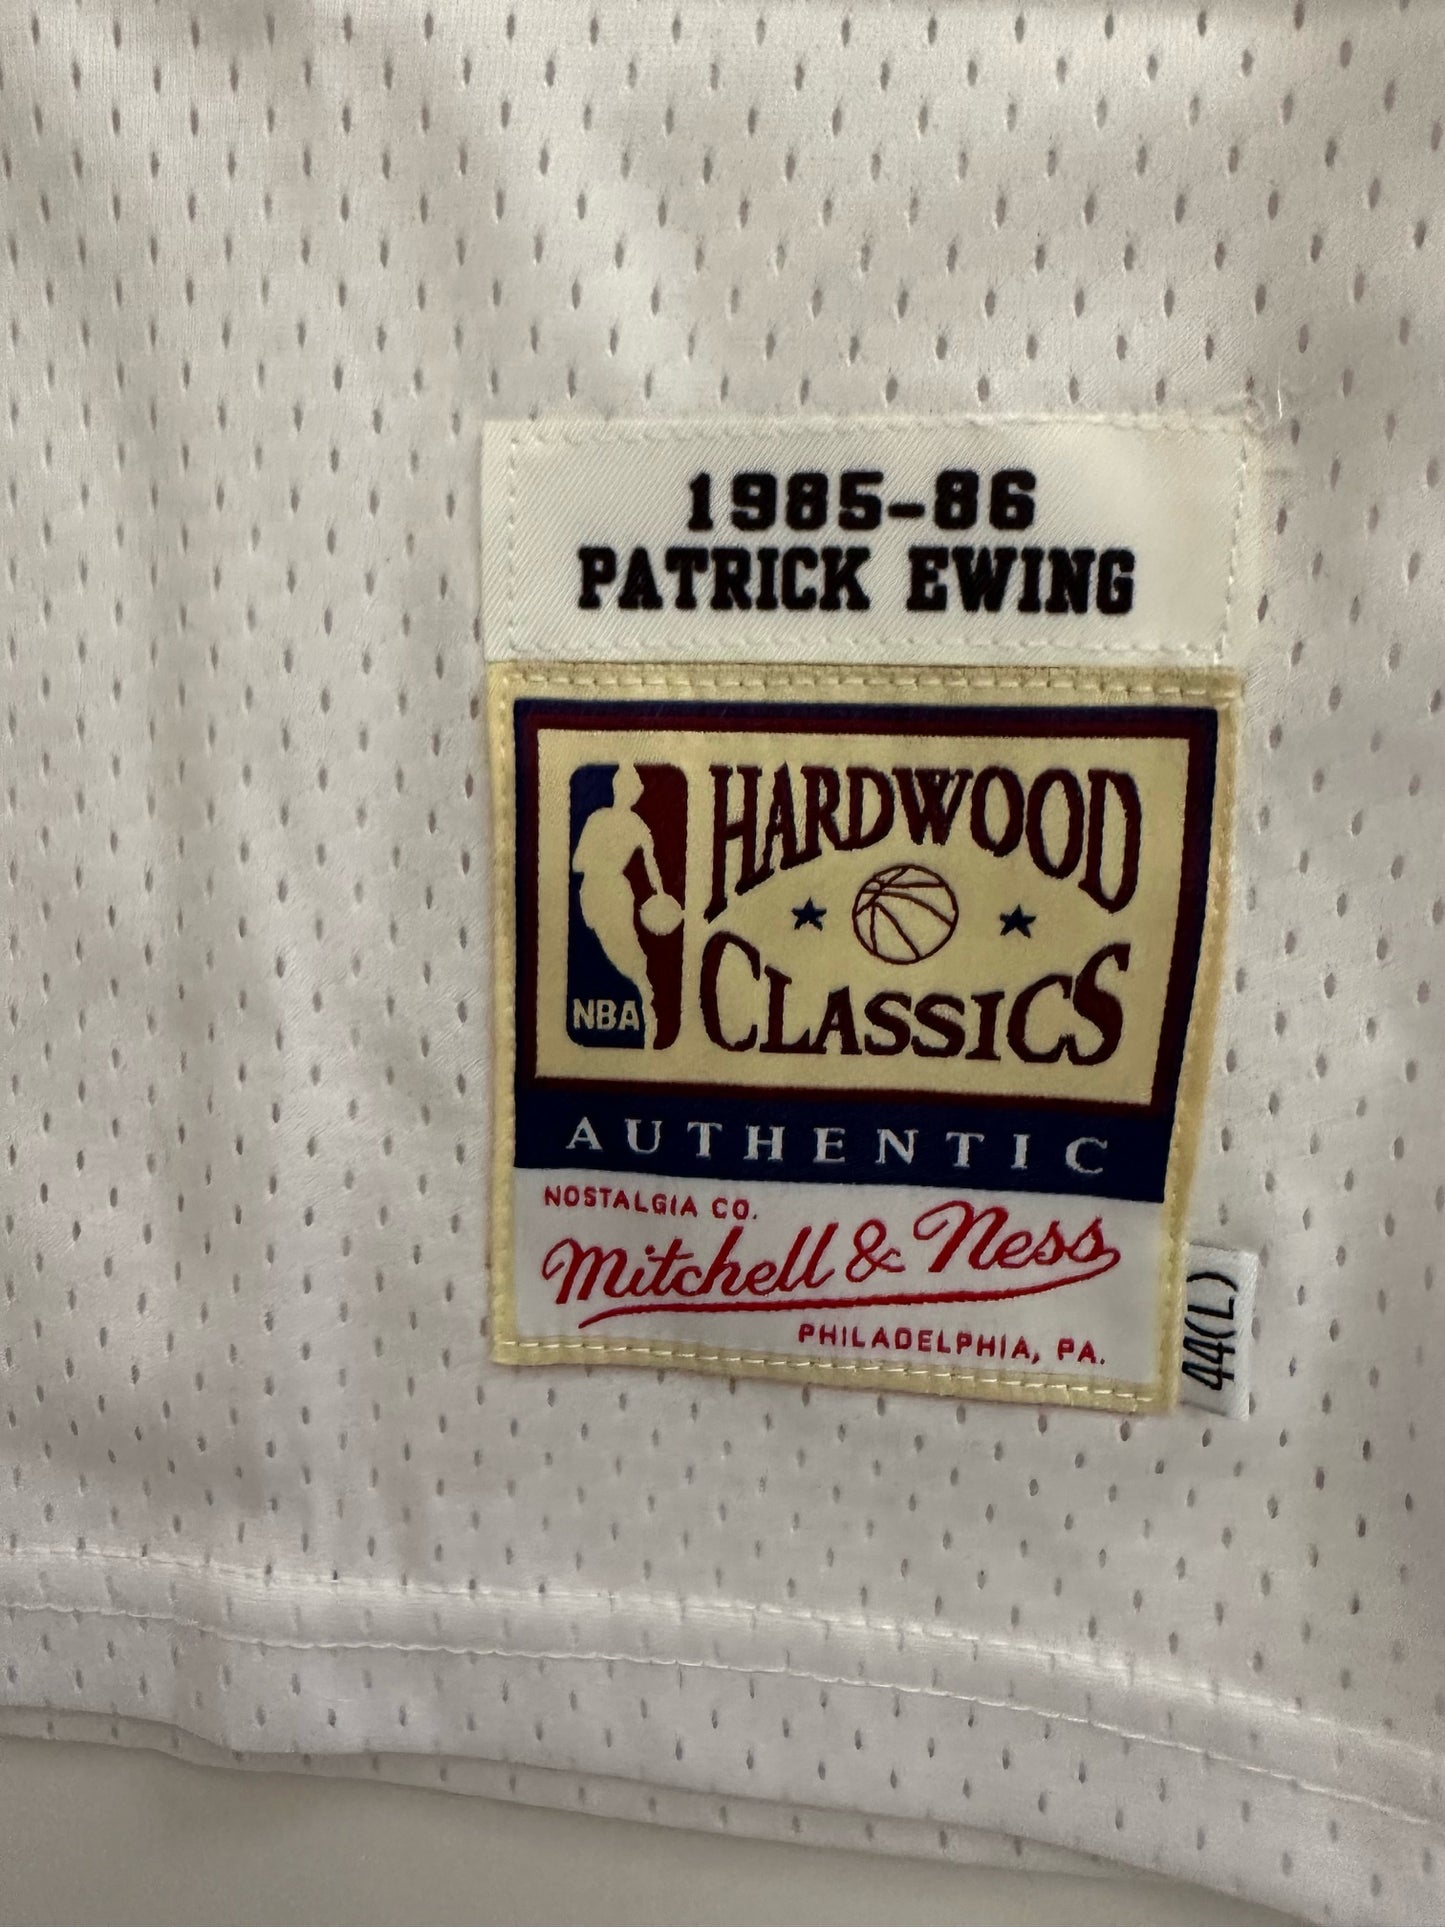 1985-86
PATRICK EWING
HARDWOOD
CLASSICS
NBA
AUTHENTIC
NOSTALGIA CO.
Mitchell & Ness
PHILADELPHIA, PA.
44(L)